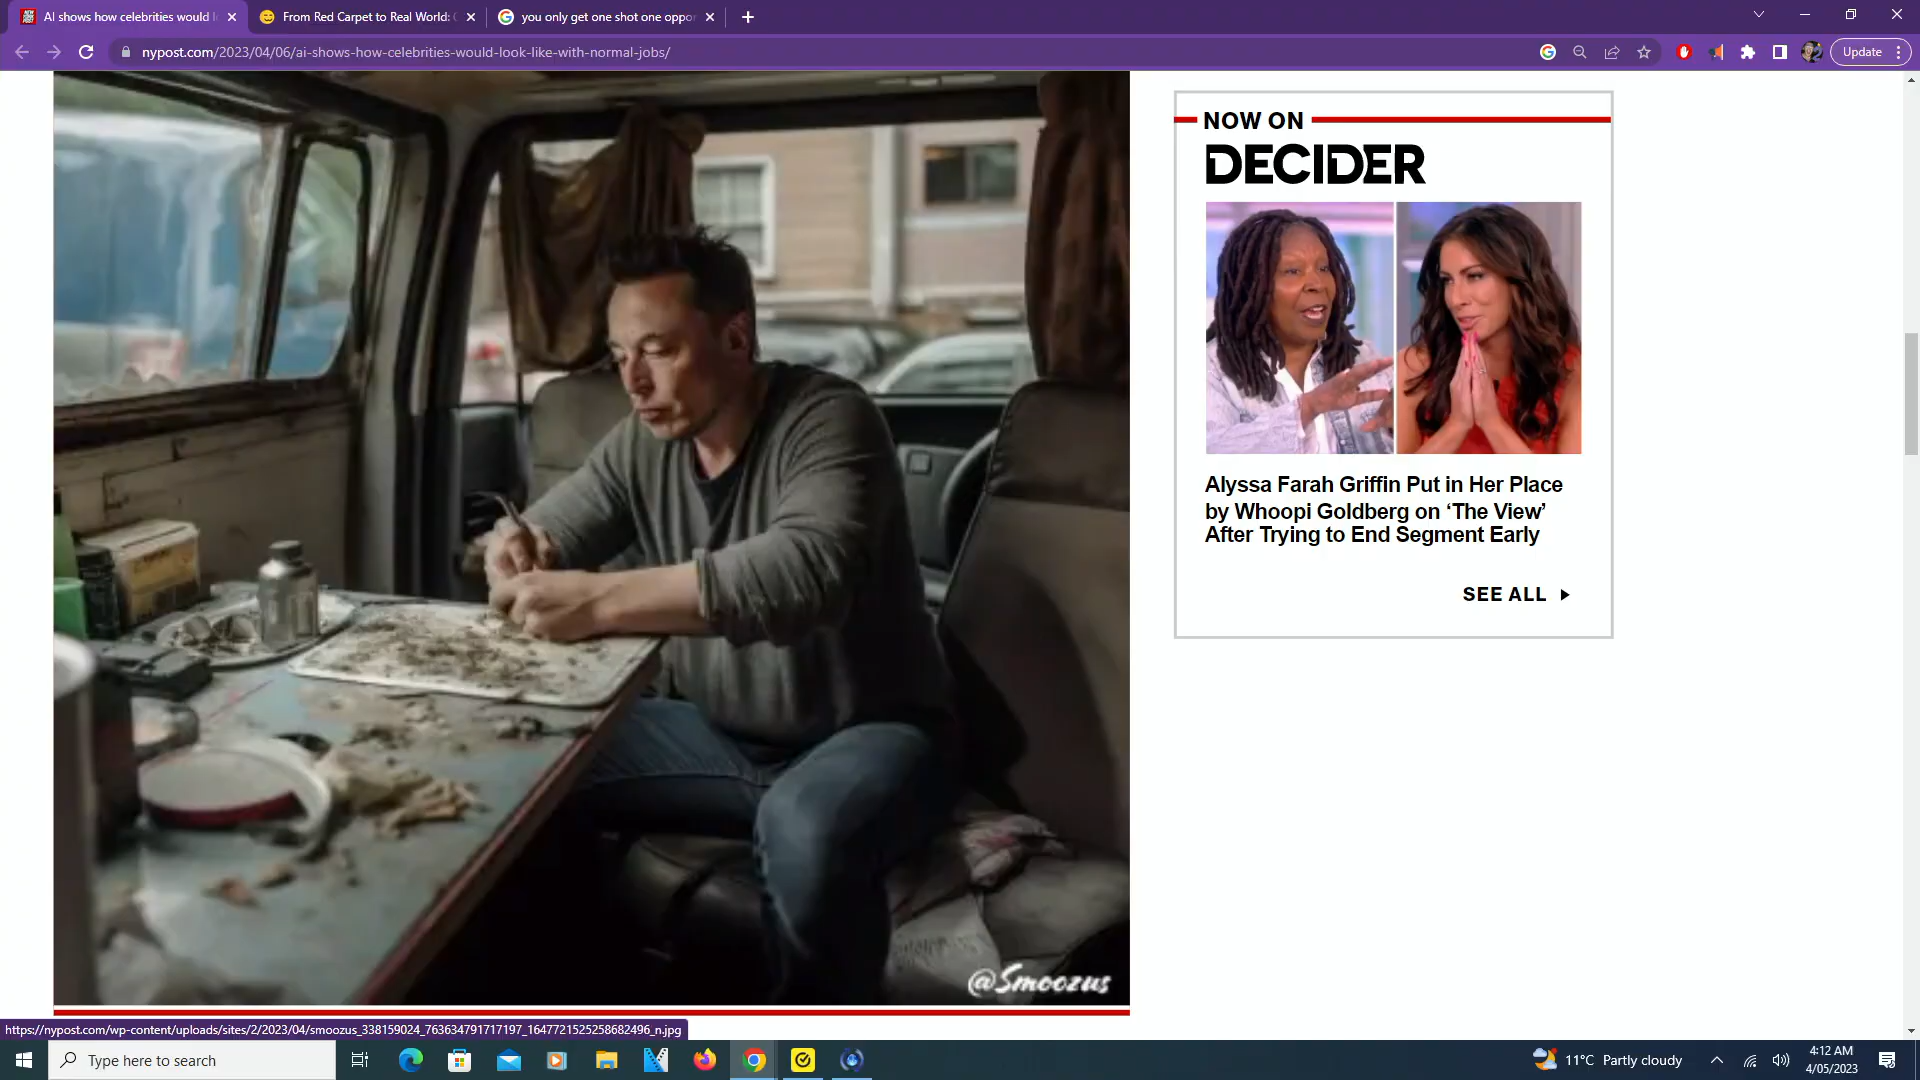 AI shows how celebrities would l
From Red Carpet to Real World: C
you only get one shot one oppor
nypost.com/2023/04/06/ai-shows-how-celebrities-would-look-like-with-normal-jobs/
Update
NOW ON
DECIDER
Alyssa Farah Griffin Put in Her Place
by Whoopi Goldberg on ‘The View’
After Trying to End Segment Early
SEE ALL
@Smoozus
https://nypost.com/wp-content/uploads/sites/2/2023/04/smoozus_338159024_763634791717197_1647721525258682496_n.jpg
Type here to search
11°C Partly cloudy
4:12 AM
4/05/2023